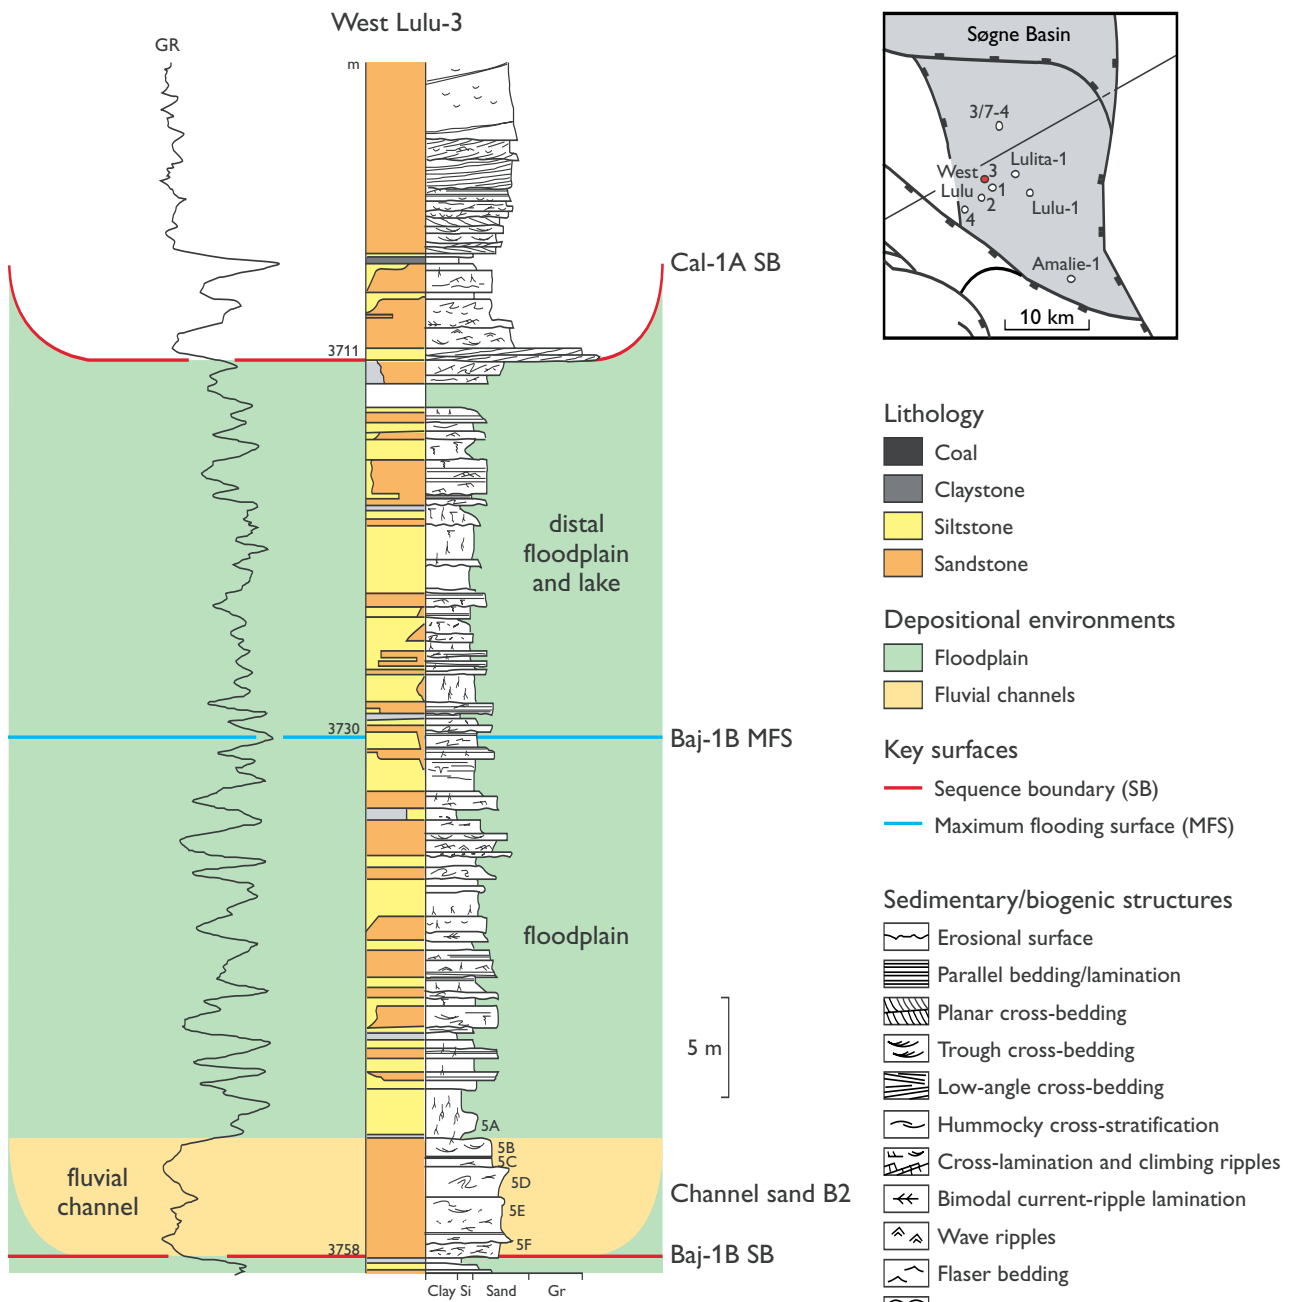 West Lulu-3
GR
m
Cal-1A SB
3711
distal
floodplain
and lake
3730
Baj-1B MFS
floodplain
5 m
5A
5B
5C
5D
5E
5F
fluvial
channel
Channel sand B2
3758
Baj-1B SB
Clay Si Sand Gr
Søgne Basin
3/7-4
Lulita-1
West 3
Lulu 1
2
4
Lulu-1
Amalie-1
10 km
Lithology
Coal
Claystone
Siltstone
Sandstone
Depositional environments
Floodplain
Fluvial channels
Key surfaces
Sequence boundary (SB)
Maximum flooding surface (MFS)
Sedimentary/biogenic structures
Erosional surface
Parallel bedding/lamination
Planar cross-bedding
Trough cross-bedding
Low-angle cross-bedding
Hummocky cross-stratification
Cross-lamination and climbing ripples
Bimodal current-ripple lamination
Wave ripples
Flaser bedding